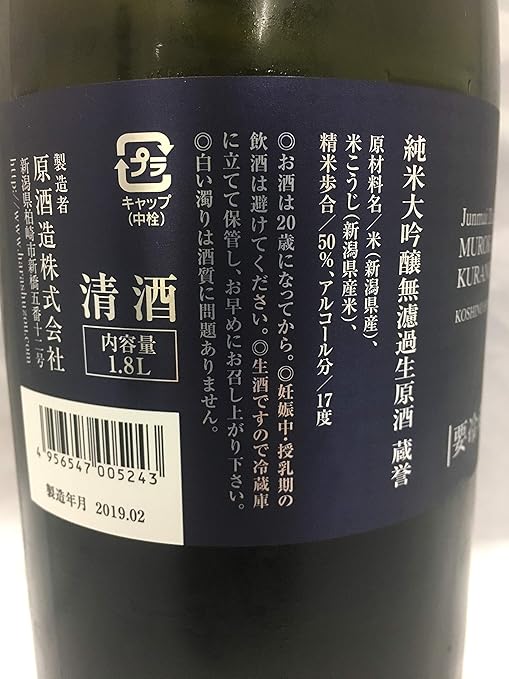 Junmai
MURO
KURA
KOSHINO
要冷
純米大吟醸無濾過生原酒 蔵誉
原材料名/米(新潟県産)、
米こうじ(新潟県産米)、
精米歩合/50%、アルコール分/17度
◎お酒は20歳になってから。◎妊娠中・授乳期の
飲酒は避けてください。◎生酒ですので冷蔵庫
に立てて保管し、お早めにお召し上がり下さい。
◎白い濁りは酒質に問題ありません。
プラ
キャップ
(中栓)
清酒
内容量
1.8L
製造者
原酒造株式会社
新潟県柏崎市新橋五番十二号
4 956547 005243
製造年月 2019.02